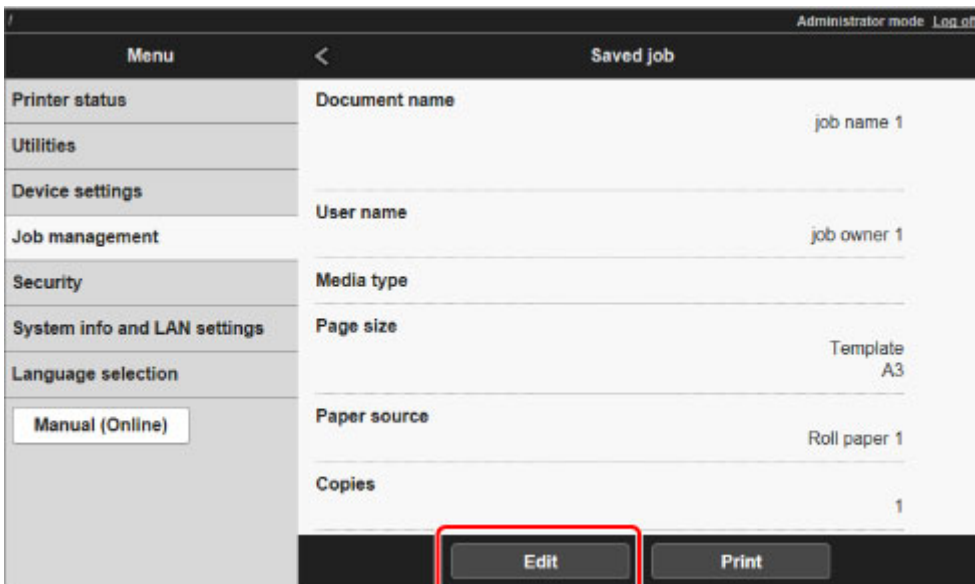 /
Administrator mode Log off
Menu
<
Saved job
Printer status
Utilities
Device settings
Job management
Security
System info and LAN settings
Language selection
Manual (Online)
Document name
job name 1
User name
job owner 1
Media type
Page size
Template
A3
Paper source
Roll paper 1
Copies
1
Edit
Print